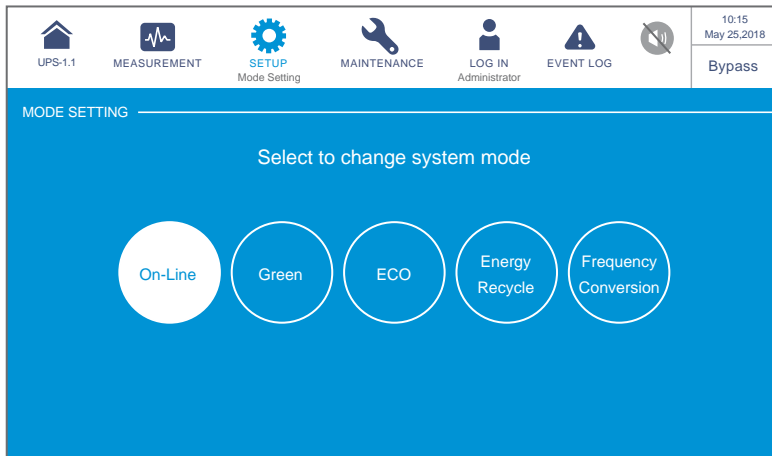 UPS-1.1
MEASUREMENT
SETUP
Mode Setting
MAINTENANCE
LOG IN
Administrator
EVENT LOG
10:15
May 25,2018
Bypass
MODE SETTING
Select to change system mode
On-Line
Green
ECO
Energy
Recycle
Frequency
Conversion